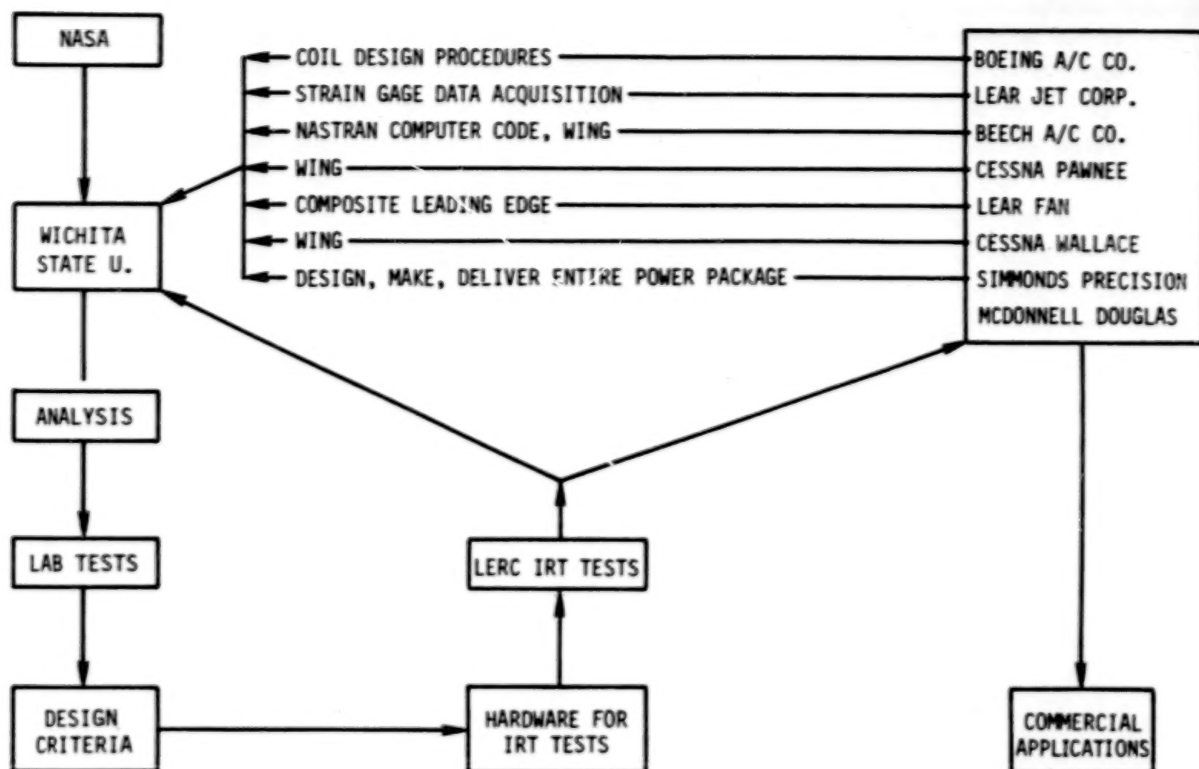 NASA
COIL DESIGN PROCEDURES
BOEING A/C CO.
STRAIN GAGE DATA ACQUISITION
LEAR JET CORP.
NASTRAN COMPUTER CODE, WING
BEECH A/C CO.
WING
CESSNA PAWNEE
COMPOSITE LEADING EDGE
LEAR FAN
WING
CESSNA WALLACE
DESIGN, MAKE, DELIVER ENTIRE POWER PACKAGE
SIMMONDS PRECISION
MCDONNELL DOUGLAS
WICHITA
STATE U.
ANALYSIS
LAB TESTS
LERC IRT TESTS
DESIGN
CRITERIA
HARDWARE FOR
IRT TESTS
COMMERCIAL
APPLICATIONS